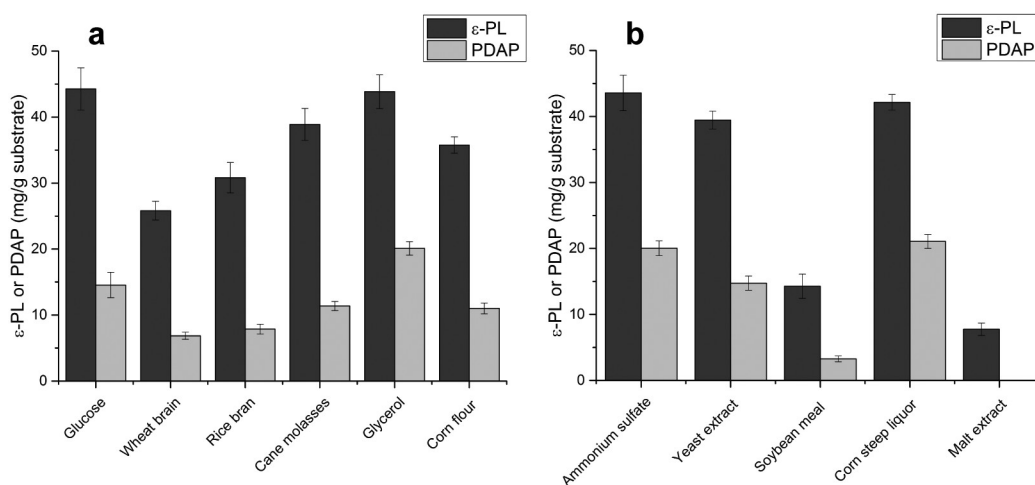 a
ε-PL
PDAP
ε-PL or PDAP (mg/g substrate)
50
40
30
20
10
0
Glucose
Wheat brain
Rice bran
Cane molasses
Glycerol
Corn flour
b
ε-PL
PDAP
ε-PL or PDAP (mg/g substrate)
50
40
30
20
10
0
Ammonium sulfate
Yeast extract
Soybean meal
Corn steep liquor
Malt extract